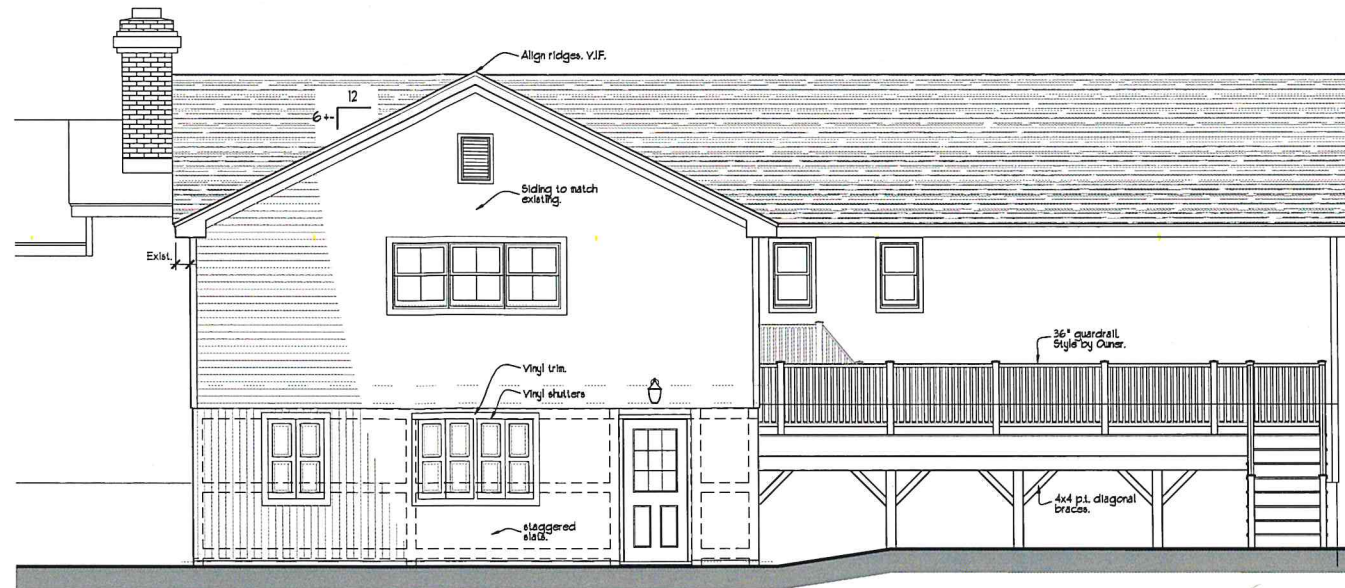 Align ridges. V.I.F.
12
6 +-
Siding to match
existing.
Exist.
36" guardrail.
Style by Owner.
Vinyl trim.
Vinyl shutters
4x4 p.t. diagonal
braces.
staggered
slats.